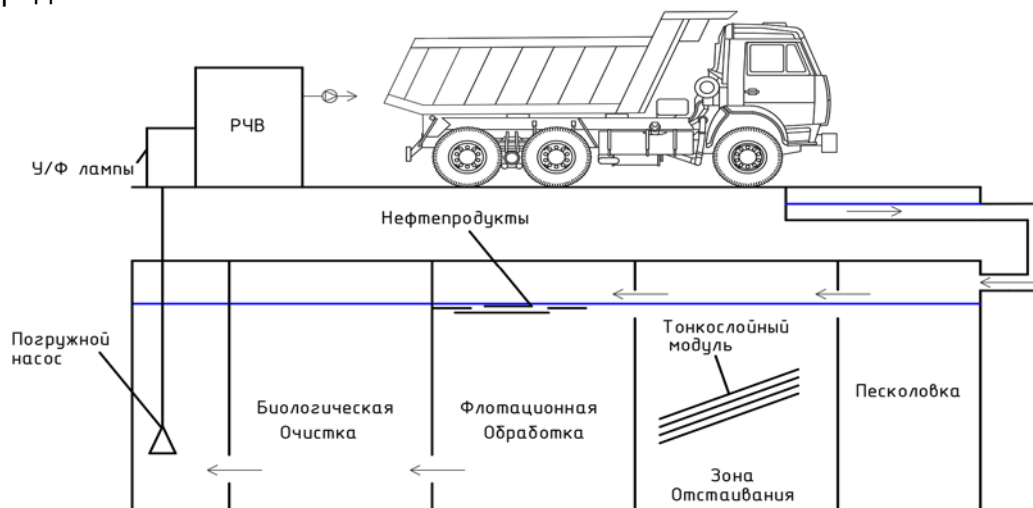 РЧВ
У/Ф лампы
Нефтепродукты
Погружной
насос
Тонкослойный
модуль
Песколовка
Биологическая
Очистка
Флотационная
Обработка
Зона
Отстаивания